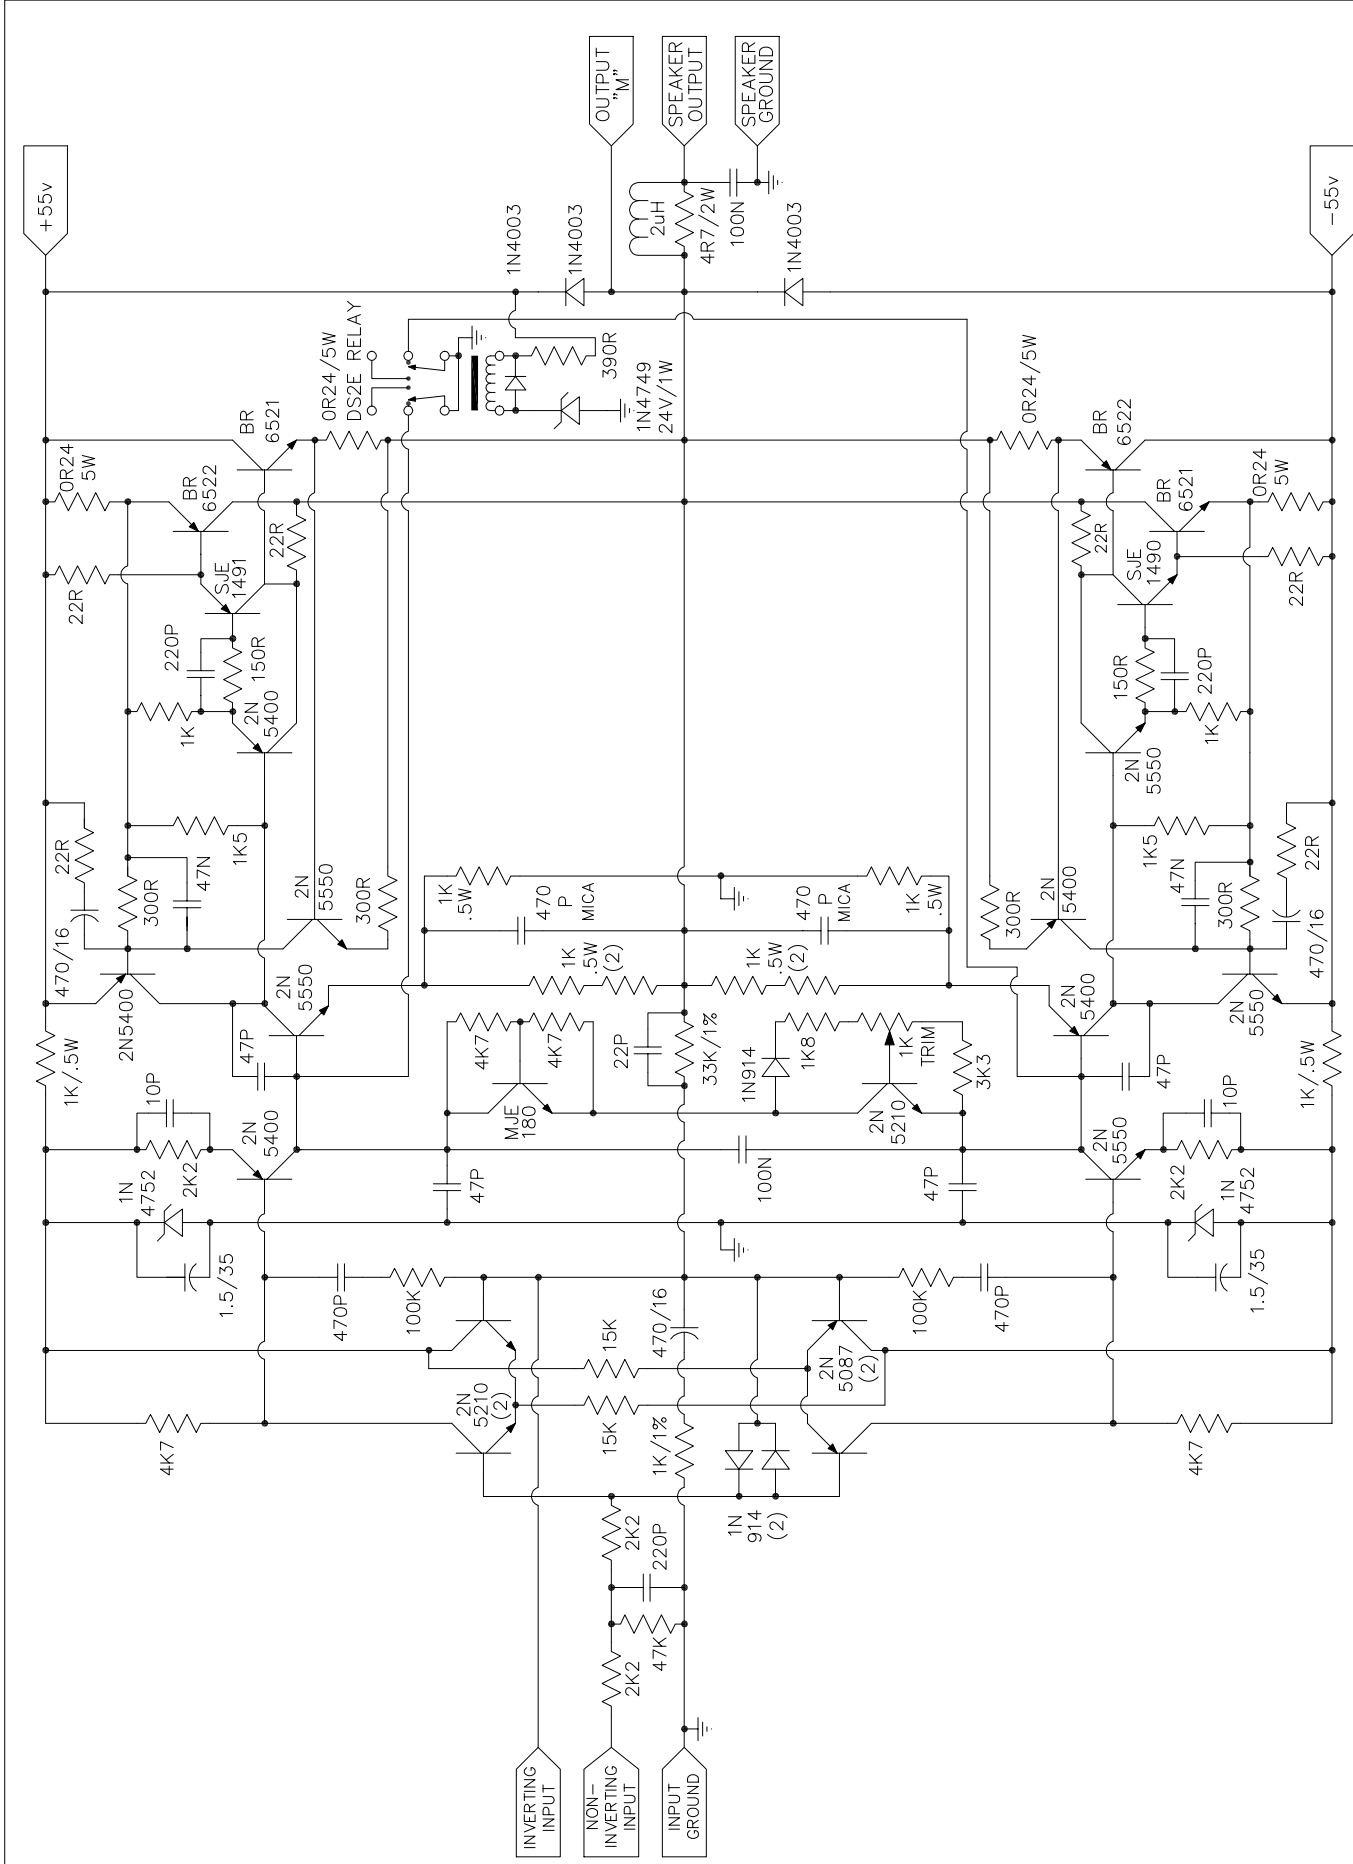 +55v
OUTPUT
"M"
SPEAKER
OUTPUT
SPEAKER
GROUND
-55v
1N4003
1N4003
2uH
4R7/2W
100N
1N4003
0R24/5W
DS2E RELAY
390R
1N4749
24V/1W
0R24/5W
BR
6521
0R24
5W
BR
6522
22R
22R
SJE
1491
220P
150R
2N
5400
1K
BR
6522
BR
6521
0R24
5W
22R
SJE
1490
22R
150R
220P
2N
5550
1K
22R
1K5
47N
300R
470/16
2N
5550
300R
1K
.5W
470
P
MICA
470
P
MICA
1K
.5W
300R
2N
5400
1K5
47N
300R
22R
470/16
2N5400
2N
5550
47P
1K
.5W
(2)
1K
.5W
(2)
2N
5400
2N
5550
47P
1K/.5W
10P
4K7
4K7
22P
33K/1%
1N914
1K8
1K
TRIM
3K3
1K/.5W
10P
2N
5400
MJE
180
2N
5210
2N
5550
1N
4752
2K2
47P
100N
47P
2K2
1N
4752
1.5/35
470P
100K
470/16
100K
470P
1.5/35
2N
5210
(2)
15K
15K
2N
5087
(2)
4K7
1K/1%
4K7
1N
914
(2)
2K2
220P
47K
2K2
INVERTING
INPUT
NON-
INVERTING
INPUT
INPUT
GROUND